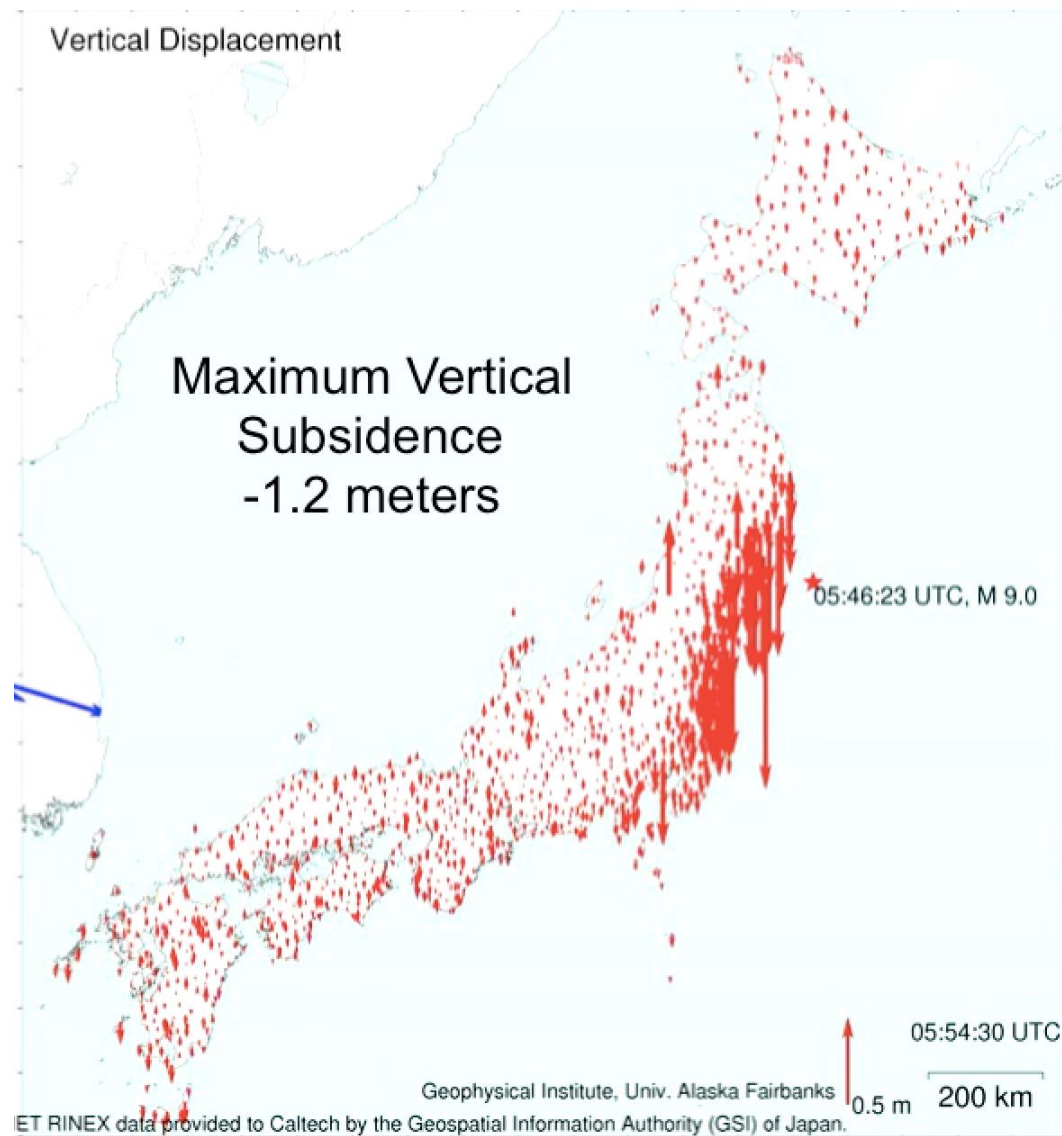 Vertical Displacement
Maximum Vertical
Subsidence
-1.2 meters
05:46:23 UTC, M 9.0
05:54:30 UTC
Geophysical Institute, Univ. Alaska Fairbanks
0.5 m
200 km
ET RINEX data provided to Caltech by the Geospatial Information Authority (GSI) of Japan.